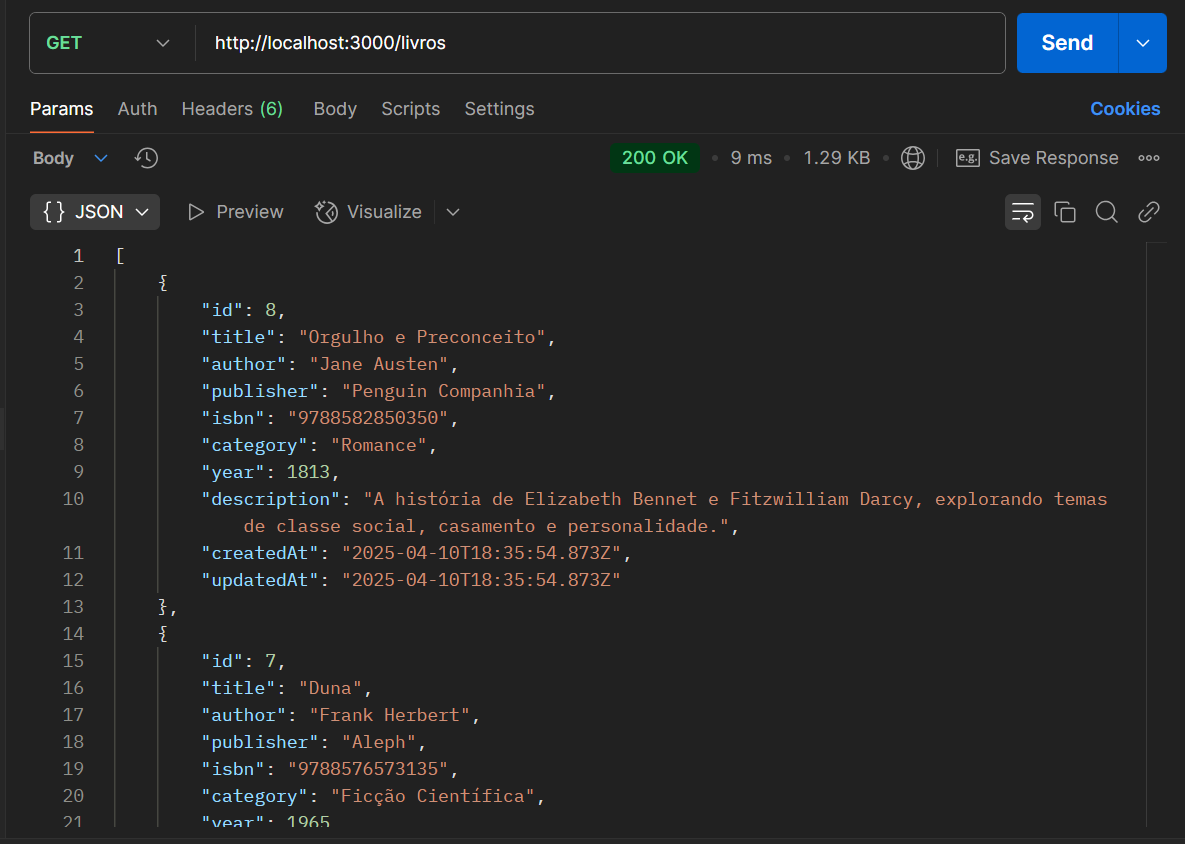 GET http://localhost:3000/livros Send
Params Auth Headers (6) Body Scripts Settings Cookies
Body 200 OK • 9 ms • 1.29 KB • e.g. Save Response
{} JSON Preview Visualize
1 [
2 {
3 "id": 8,
4 "title": "Orgulho e Preconceito",
5 "author": "Jane Austen",
6 "publisher": "Penguin Companhia",
7 "isbn": "9788582850350",
8 "category": "Romance",
9 "year": 1813,
10 "description": "A história de Elizabeth Bennet e Fitzwilliam Darcy, explorando temas
de classe social, casamento e personalidade.",
11 "createdAt": "2025-04-10T18:35:54.873Z",
12 "updatedAt": "2025-04-10T18:35:54.873Z"
13 },
14 {
15 "id": 7,
16 "title": "Duna",
17 "author": "Frank Herbert",
18 "publisher": "Aleph",
19 "isbn": "9788576573135",
20 "category": "Ficção Científica",
21 "year": 1965